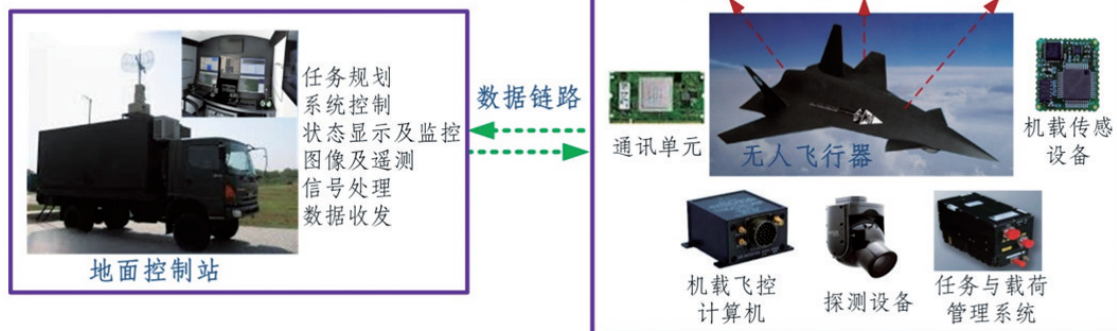 任务规划
系统控制
状态显示及监控
图像及遥测
信号处理
数据收发
地面控制站
数据链路
通讯单元
无人飞行器
机载传感
设备
机载飞控
计算机
探测设备
任务与载荷
管理系统